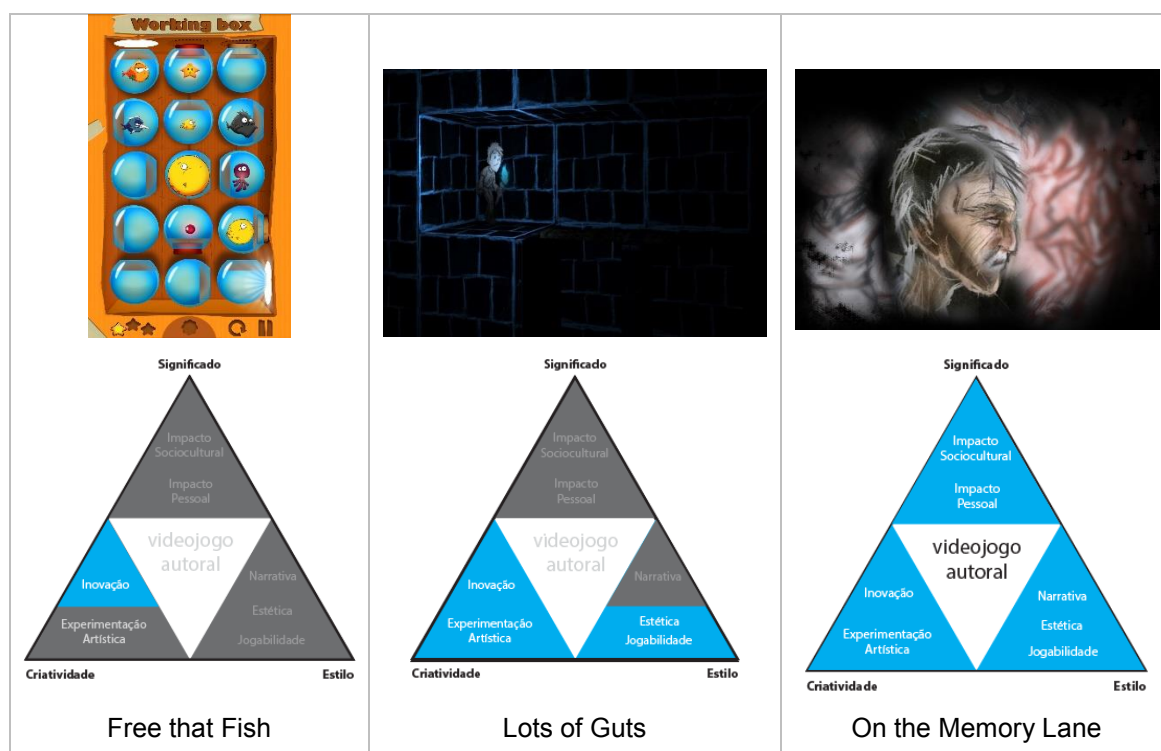 Working box
Significado
Impacto
Sociocultural
Impacto
Pessoal
videojogo
autoral
Inovação
Narrativa
Experimentação
Artística
Estética
Jogabilidade
Criatividade
Estilo
Free that Fish
Significado
Impacto
Sociocultural
Impacto
Pessoal
videojogo
autoral
Inovação
Narrativa
Experimentação
Artística
Estética
Jogabilidade
Criatividade
Estilo
Lots of Guts
Significado
Impacto
Sociocultural
Impacto
Pessoal
videojogo
autoral
Inovação
Narrativa
Experimentação
Artística
Estética
Jogabilidade
Criatividade
Estilo
On the Memory Lane